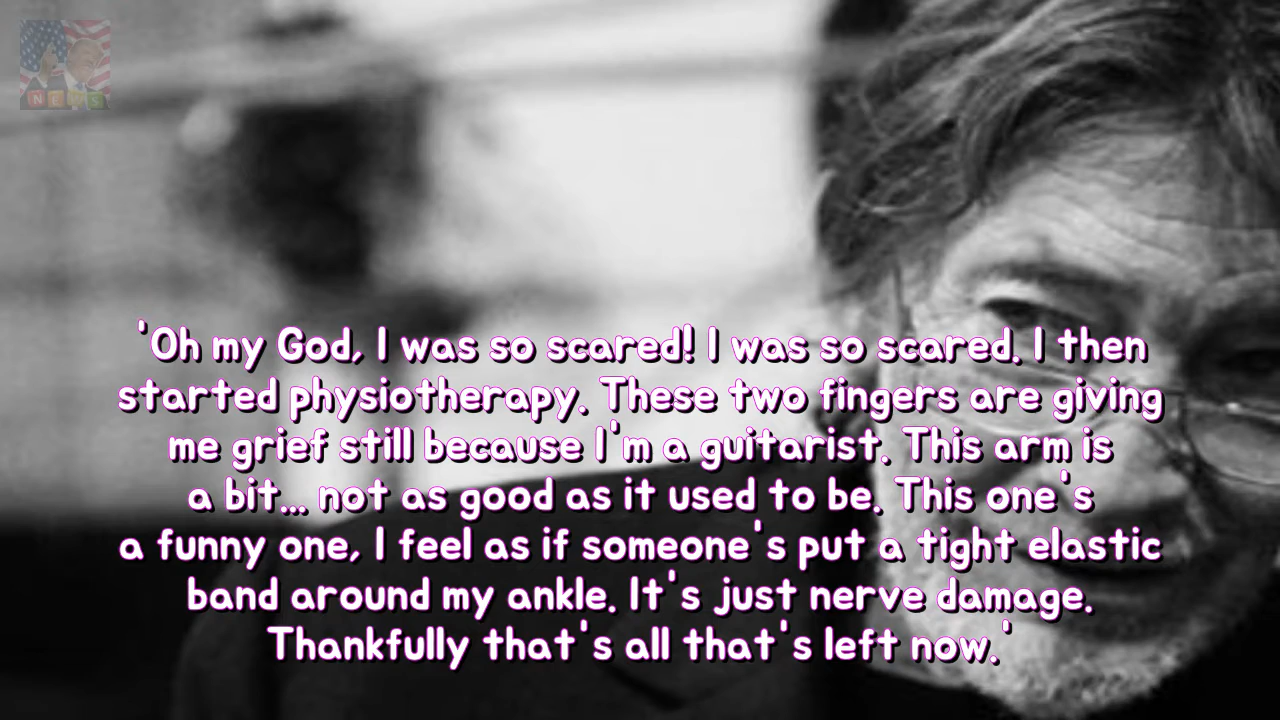 'Oh my God, I was so scared! I was so scared. I then
started physiotherapy. These two fingers are giving
me grief still because I'm a guitarist. This arm is
a bit... not as good as it used to be. This one's
a funny one, I feel as if someone's put a tight elastic
band around my ankle. It's just nerve damage.
Thankfully that's all that's left now.'
NEWS